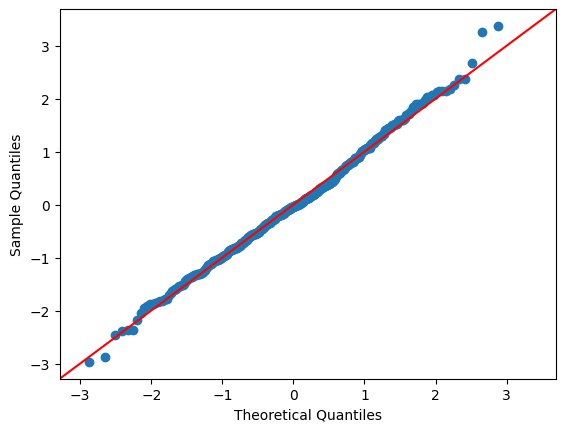 3
2
1
0
−1
−2
−3
Sample Quantiles
−3 −2 −1 0 1 2 3
Theoretical Quantiles